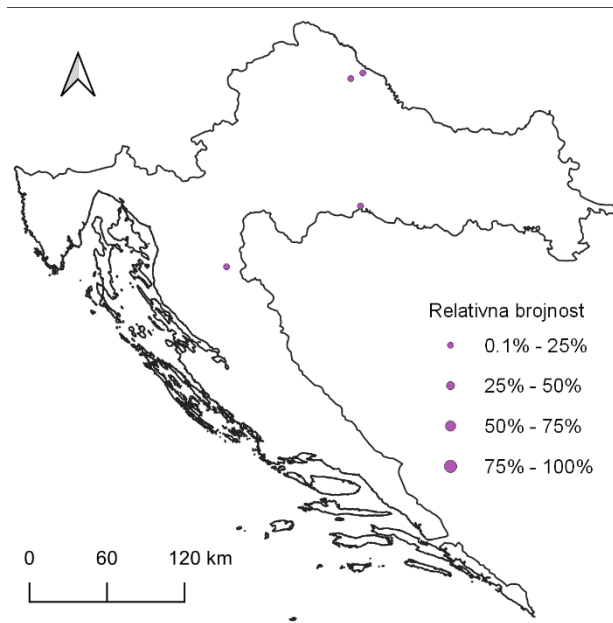 Relativna brojnost
0.1% - 25%
25% - 50%
50% - 75%
75% - 100%
0 60 120 km